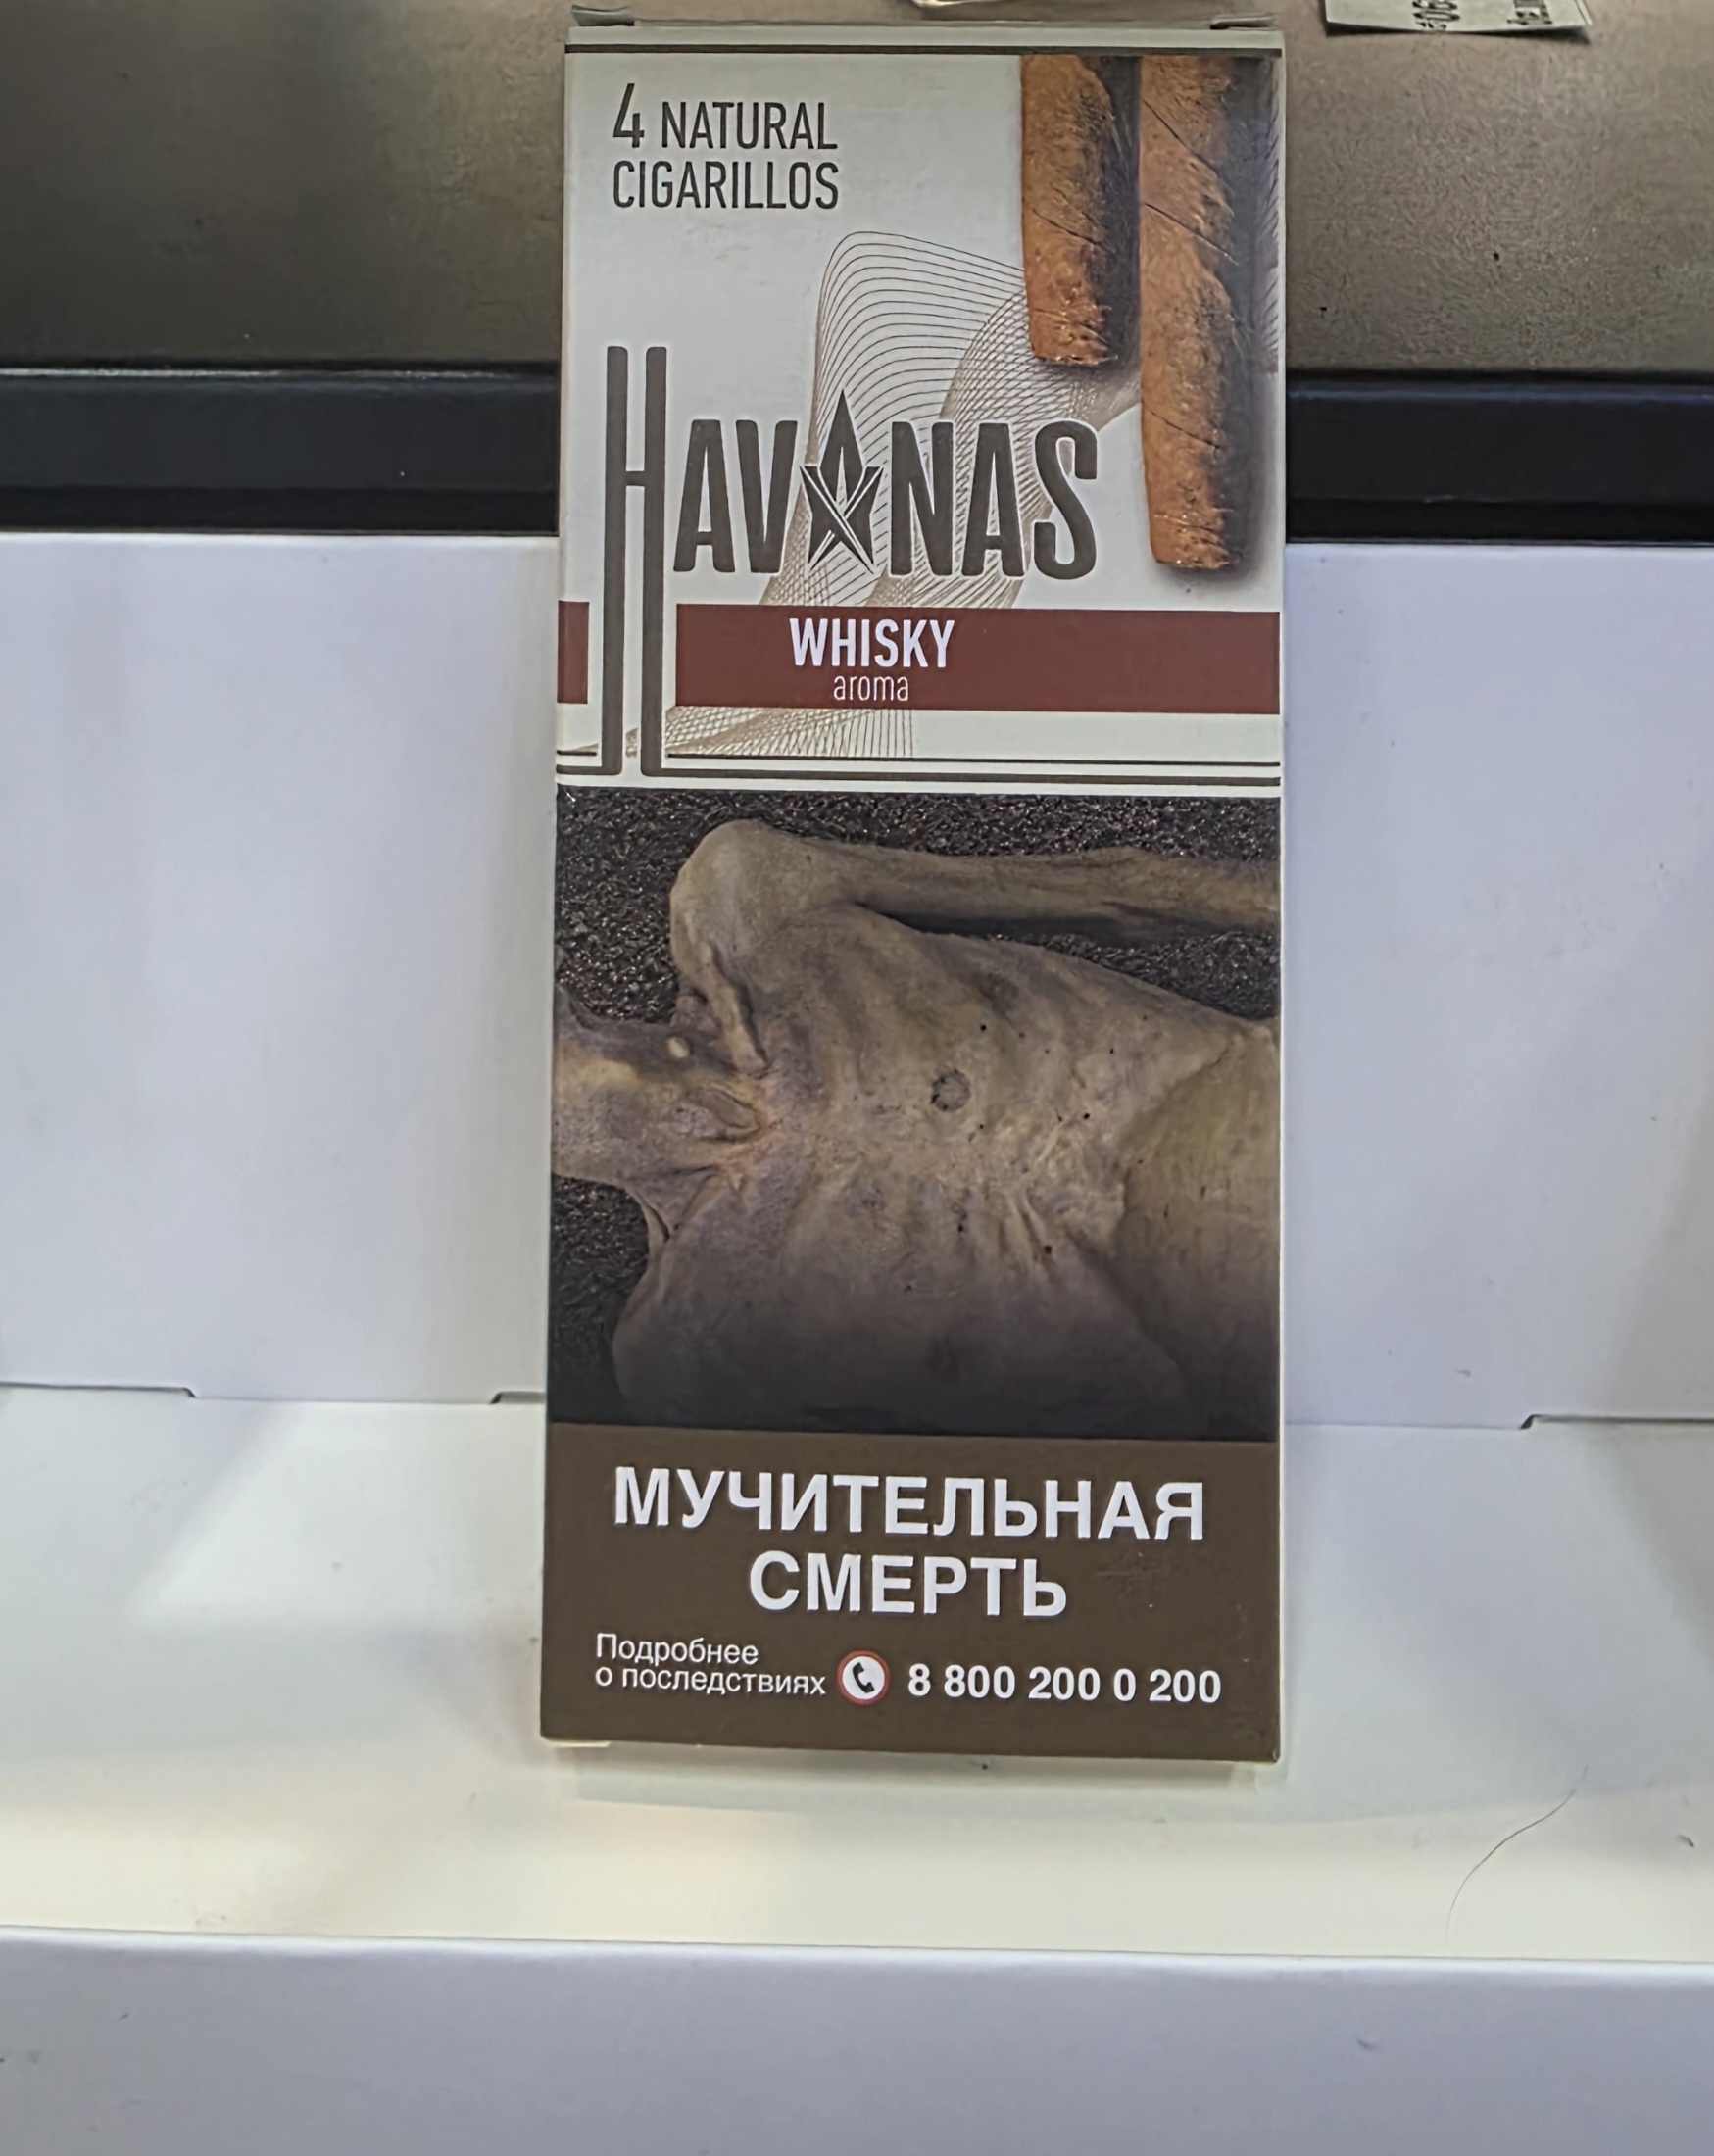 4 NATURAL
CIGARILLOS
HAVANAS
WHISKY
aroma
МУЧИТЕЛЬНАЯ
СМЕРТЬ
Подробнее
о последствиях 8 800 200 0 200